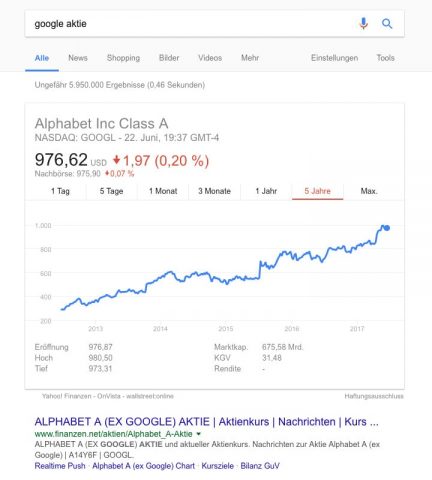 google aktie
Alle News Shopping Bilder Videos Mehr Einstellungen Tools
Ungefähr 5.950.000 Ergebnisse (0,46 Sekunden)
Alphabet Inc Class A
NASDAQ: GOOGL - 22. Juni, 19:37 GMT-4
976,62 USD 1,97 (0,20 %)
Nachbörse: 975,90 0,07 %
1 Tag 5 Tage 1 Monat 3 Monate 1 Jahr 5 Jahre Max.
1.000
800
600
400
200
2013 2014 2015 2016 2017
Eröffnung 976,87 Marktkap. 675,58 Mrd.
Hoch 980,50 KGV 31,48
Tief 973,31 Rendite -
Yahoo! Finanzen - OnVista - wallstreet:online Haftungsausschluss
ALPHABET A (EX GOOGLE) AKTIE | Aktienkurs | Nachrichten | Kurs ...
www.finanzen.net/aktien/Alphabet_A-Aktie
ALPHABET A (EX GOOGLE) AKTIE und aktueller Aktienkurs. Nachrichten zur Aktie Alphabet A (ex
Google) | A14Y6F | GOOGL.
Realtime Push · Alphabet A (ex Google) Chart · Kursziele · Bilanz GuV